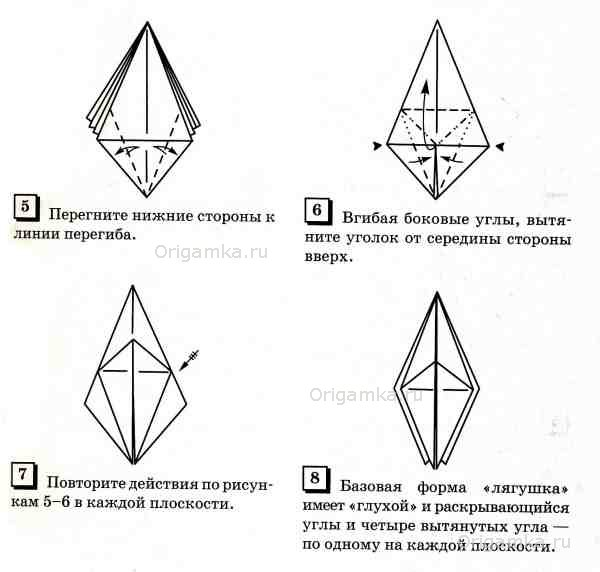 5 Перегните нижние стороны к
линии перегиба.
Origamka.ru
6 Вгибая боковые углы, вытя-
ните уголок от середины стороны
вверх.
Origamka.ru
7 Повторите действия по рисун-
кам 5–6 в каждой плоскости.
Origamka.ru
8 Базовая форма «лягушка»
имеет «глухой» и раскрывающийся
углы и четыре вытянутых угла —
по одному на каждой плоскости.
Origamka.ru